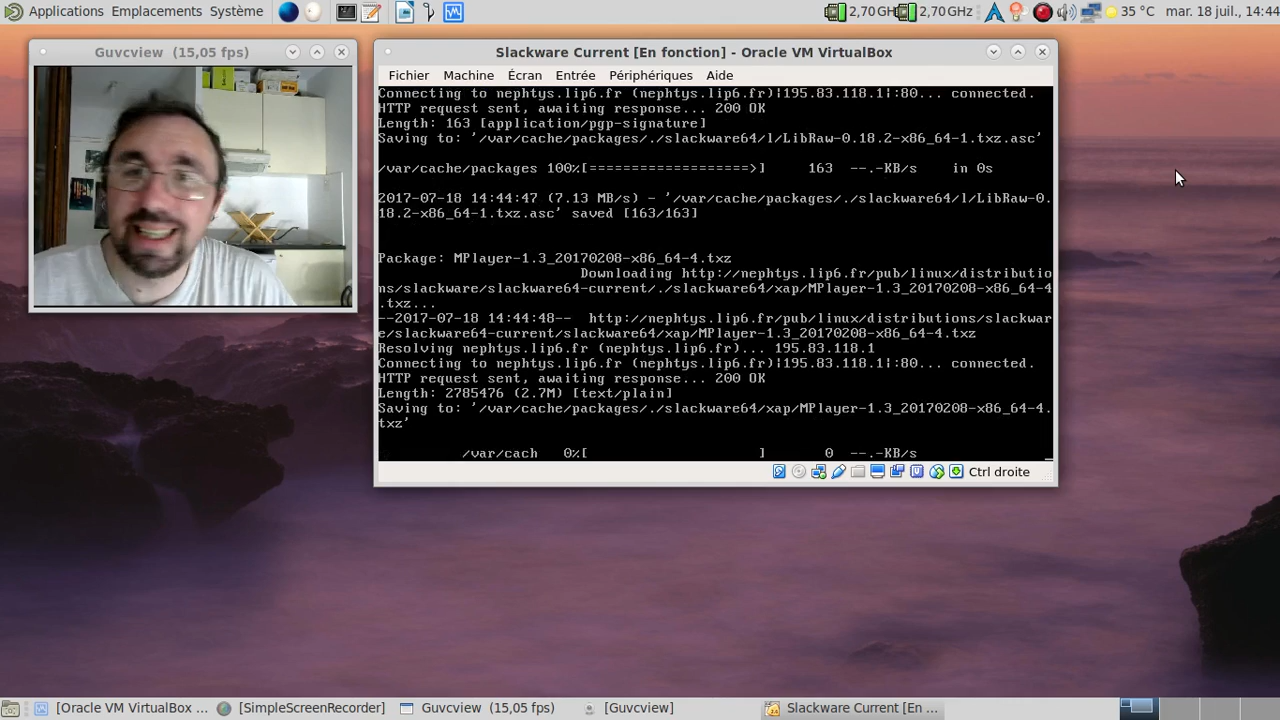 Applications Emplacements Système 2,70 GH 2,70 GHz 35 °C mar. 18 juil., 14:44
Guvcview (15,05 fps)
Slackware Current [En fonction] - Oracle VM VirtualBox
Fichier Machine Écran Entrée Périphériques Aide
Connecting to nephtys.lip6.fr (nephtys.lip6.fr)|195.83.118.1|:80... connected.
HTTP request sent, awaiting response... 200 OK
Length: 163 [application/pgp-signature]
Saving to: '/var/cache/packages/./slackware64/l/LibRaw-0.18.2-x86_64-1.txz.asc'
/var/cache/packages 100%[===================>] 163 --.-KB/s in 0s
2017-07-18 14:44:47 (7.13 MB/s) - '/var/cache/packages/./slackware64/l/LibRaw-0.
18.2-x86_64-1.txz.asc' saved [163/163]
Package: MPlayer-1.3_20170208-x86_64-4.txz
Downloading http://nephtys.lip6.fr/pub/linux/distributio
ns/slackware/slackware64-current/./slackware64/xap/MPlayer-1.3_20170208-x86_64-4
.txz...
--2017-07-18 14:44:48-- http://nephtys.lip6.fr/pub/linux/distributions/slackwar
e/slackware64-current/slackware64/xap/MPlayer-1.3_20170208-x86_64-4.txz
Resolving nephtys.lip6.fr (nephtys.lip6.fr)... 195.83.118.1
Connecting to nephtys.lip6.fr (nephtys.lip6.fr)|195.83.118.1|:80... connected.
HTTP request sent, awaiting response... 200 OK
Length: 2785476 (2.7M) [text/plain]
Saving to: '/var/cache/packages/./slackware64/xap/MPlayer-1.3_20170208-x86_64-4.
txz'
/var/cach 0%[ ] 0 --.-KB/s
Ctrl droite
[Oracle VM VirtualBox ... [SimpleScreenRecorder] Guvcview (15,05 fps) [Guvcview] Slackware Current [En ...